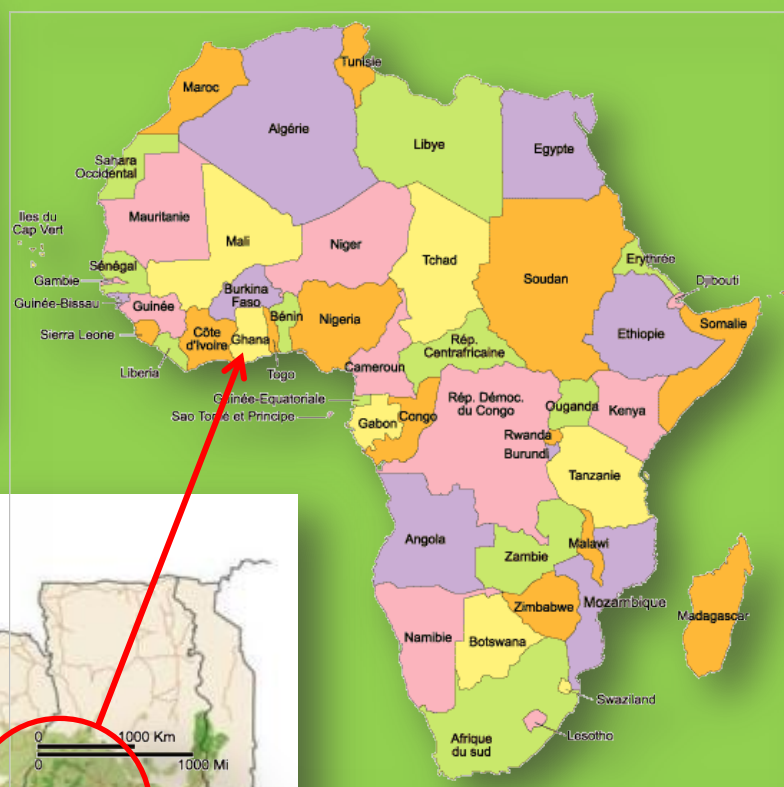 Tunisie
Maroc
Algérie
Libye
Egypte
Sahara
Occidental
Mauritanie
Iles du
Cap Vert
Mali
Niger
Tchad
Soudan
Erythrée
Sénégal
Gambie
Djibouti
Guinée-Bissau
Guinée
Burkina
Faso
Bénin
Nigeria
Somalie
Sierra Leone
Côte
d'Ivoire
Ghana
Ethiopie
Rép.
Centrafricaine
Liberia
Togo
Cameroun
Guinée-Equatoriale
Sao Tomé et Principe
Gabon
Congo
Rép. Démoc.
du Congo
Ouganda
Kenya
Rwanda
Burundi
Tanzanie
Angola
Zambie
Malawi
Mozambique
Zimbabwe
Madagascar
Namibie
Botswana
Swaziland
Lesotho
Afrique
du sud
0 1000 Km
0 1000 Mi